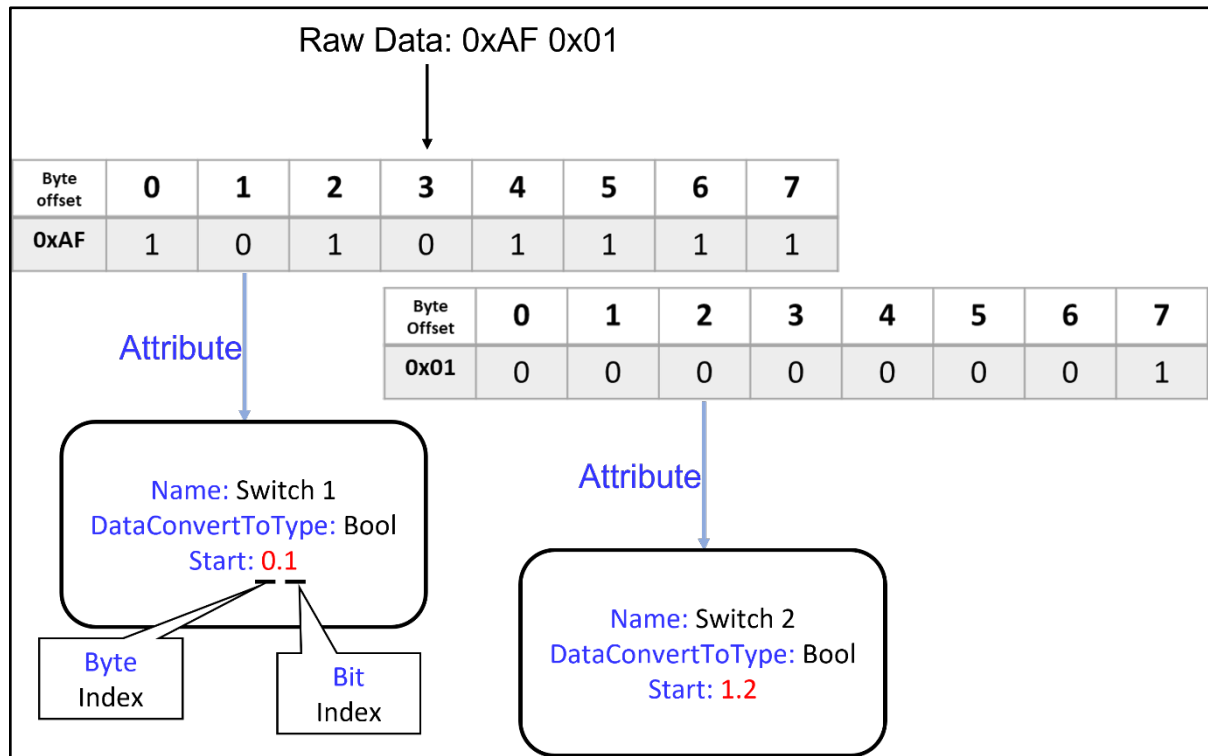 Raw Data: 0xAF 0x01
Byte offset 0 1 2 3 4 5 6 7
0xAF 1 0 1 0 1 1 1 1
Byte Offset 0 1 2 3 4 5 6 7
0x01 0 0 0 0 0 0 0 1
Attribute
Name: Switch 1
DataConvertToType: Bool
Start: 0.1
Byte
Index
Bit
Index
Attribute
Name: Switch 2
DataConvertToType: Bool
Start: 1.2